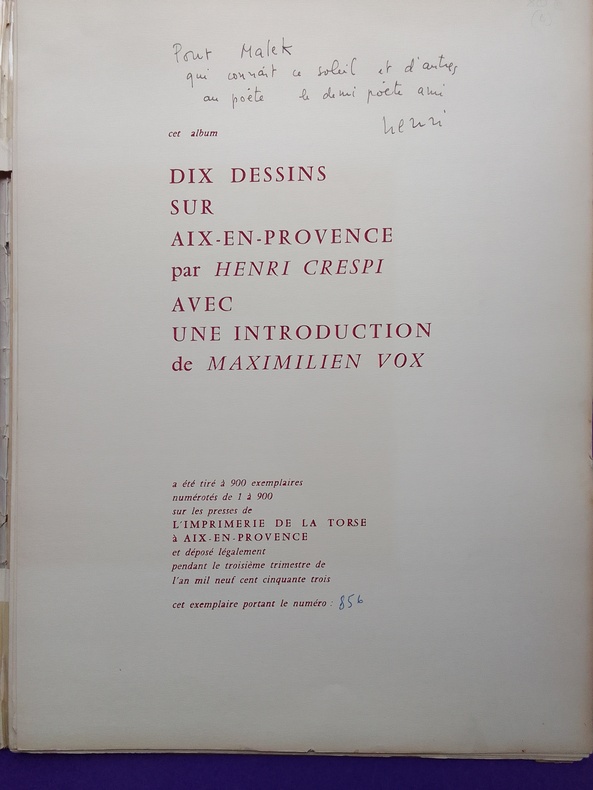 Pour Malek
qui connaît ce soleil et d'autres
au poète le demi poète ami
henri
cet album
DIX DESSINS
SUR
AIX-EN-PROVENCE
par HENRI CRESPI
AVEC
UNE INTRODUCTION
de MAXIMILIEN VOX
a été tiré à 900 exemplaires
numérotés de 1 à 900
sur les presses de
L'IMPRIMERIE DE LA TORSE
à AIX-EN-PROVENCE
et déposé légalement
pendant le troisième trimestre de
l'an mil neuf cent cinquante trois
cet exemplaire portant le numéro : 856